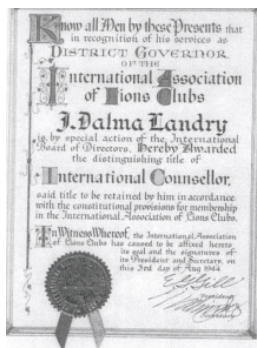 Know all Men by these Presents that
in recognition of his services as
DISTRICT GOVERNOR
OF THE
International Association
of Lions Clubs
J. Dalma Landry
is, by special action of the International
Board of Directors, Hereby Awarded
the distinguishing title of
International Counsellor,
said title to be retained by him in accordance
with the constitutional provisions for membership
in the International Association of Lions Clubs.
In Witness Whereof, the International Association
of Lions Clubs has caused to be affixed hereto
its seal and the signatures of
its President and Secretary, on
this 3rd day of Aug 1944
President
Secretary